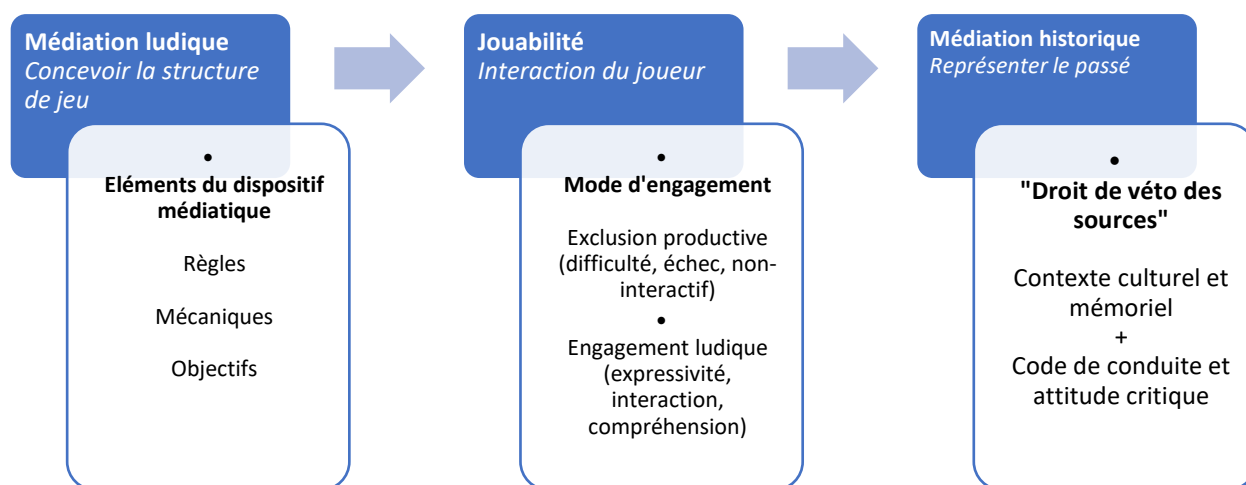 Médiation ludique
Concevoir la structure
de jeu
•
Eléments du dispositif
médiatique
Règles
Mécaniques
Objectifs
Jouabilité
Interaction du joueur
•
Mode d'engagement
Exclusion productive
(difficulté, échec, non-
interactif)
•
Engagement ludique
(expressivité,
interaction,
compréhension)
Médiation historique
Représenter le passé
•
"Droit de véto des
sources"
Contexte culturel et
mémoriel
+
Code de conduite et
attitude critique